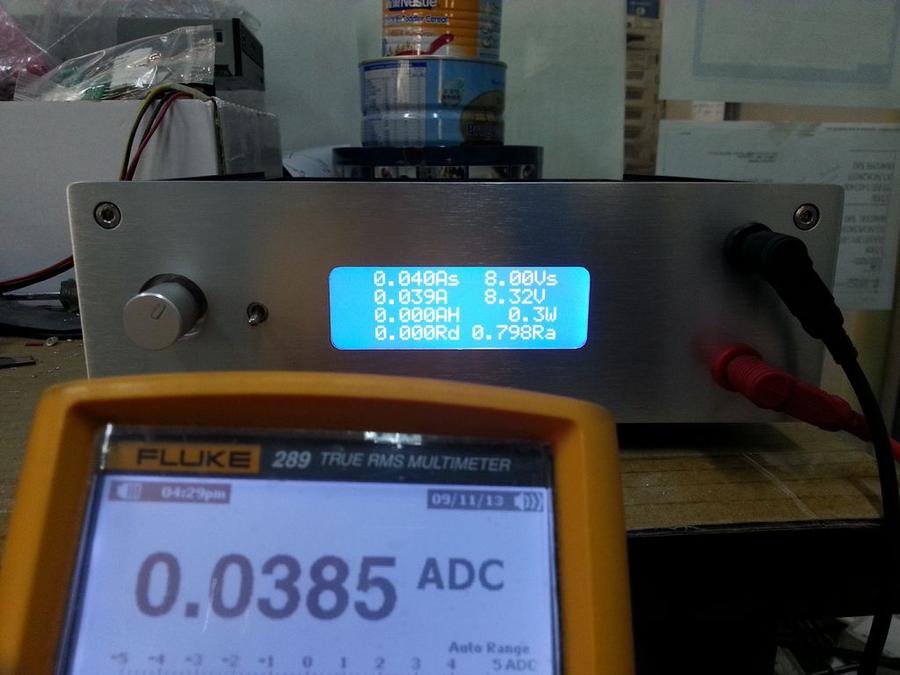 Nestle
0.040As 8.00Vs
0.039A 8.32V
0.000AH 0.3W
0.000Rd 0.798Ra
FLUKE 289 TRUE RMS MULTIMETER
04:29pm 09/11/13
0.0385 ADC
Auto Range
-5 -4 -3 -2 -1 0 1 2 3 4 5 ADC